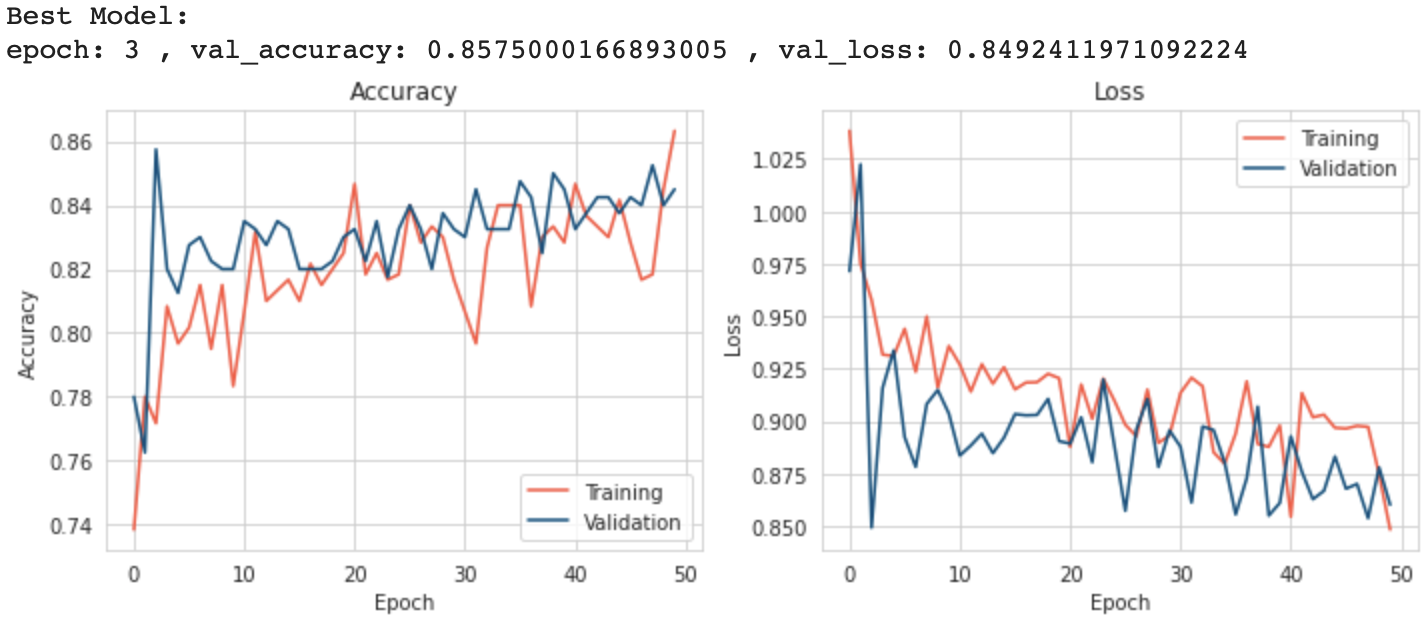 Best Model:
epoch: 3 , val_accuracy: 0.8575000166893005 , val_loss: 0.8492411971092224
Accuracy
0.86
0.84
0.82
0.80
0.78
0.76
0.74
Accuracy
Training
Validation
0 10 20 30 40 50
Epoch
Loss
Training
Validation
1.025
1.000
0.975
0.950
0.925
0.900
0.875
0.850
Loss
0 10 20 30 40 50
Epoch